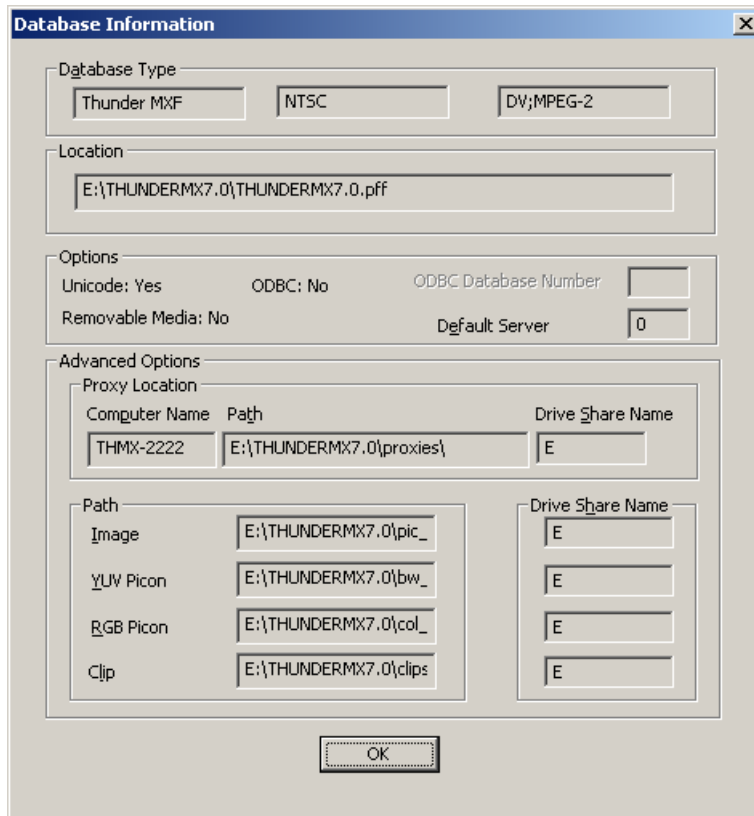 Database Information
Database Type
Thunder MXF NTSC DV;MPEG-2
Location
E:\THUNDERMX7.0\THUNDERMX7.0.pff
Options
Unicode: Yes ODBC: No ODBC Database Number
Removable Media: No Default Server 0
Advanced Options
Proxy Location
Computer Name Path Drive Share Name
THMX-2222 E:\THUNDERMX7.0\proxies\ E
Path Drive Share Name
Image E:\THUNDERMX7.0\pic_ E
YUV Picon E:\THUNDERMX7.0\bw_ E
RGB Picon E:\THUNDERMX7.0\col_ E
Clip E:\THUNDERMX7.0\clips E
OK